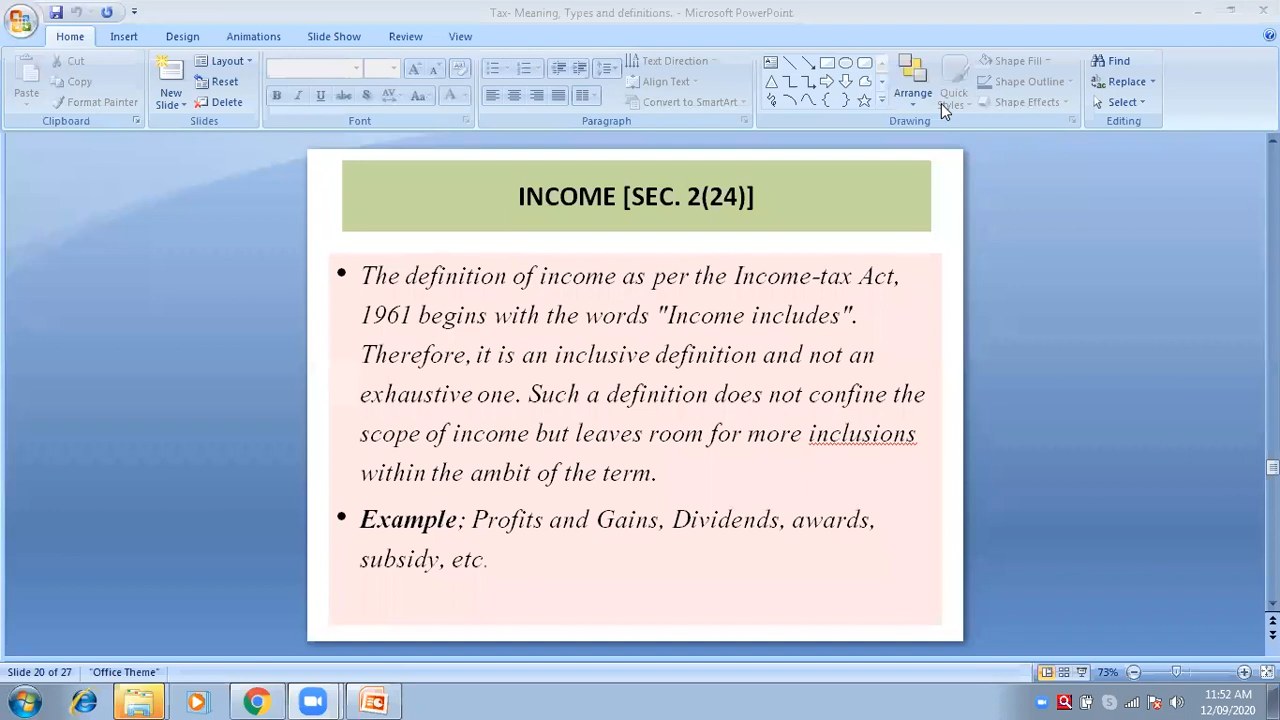 Tax- Meaning, Types and definitions. - Microsoft PowerPoint
Home Insert Design Animations Slide Show Review View
Paste
Cut
Copy
Format Painter
Clipboard
New Slide
Layout
Reset
Delete
Slides
B I U abc S AV Aa A
Font
Text Direction
Align Text
Convert to SmartArt
Paragraph
Arrange
Quick Styles
Shape Fill
Shape Outline
Shape Effects
Drawing
Find
Replace
Select
Editing
INCOME [SEC. 2(24)]
• The definition of income as per the Income-tax Act,
1961 begins with the words "Income includes".
Therefore, it is an inclusive definition and not an
exhaustive one. Such a definition does not confine the
scope of income but leaves room for more inclusions
within the ambit of the term.
• Example; Profits and Gains, Dividends, awards,
subsidy, etc.
Slide 20 of 27 "Office Theme" 73%
11:52 AM
12/09/2020